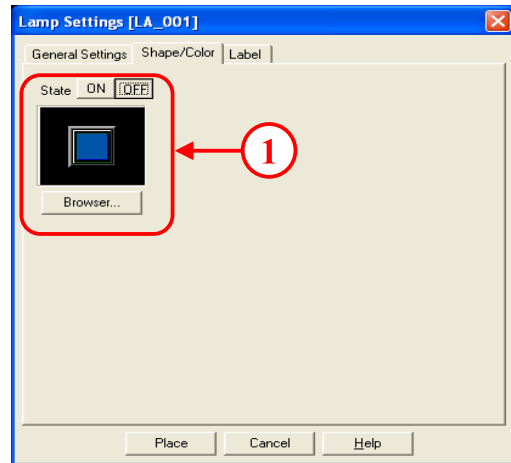 Lamp Settings [LA_001]
General Settings Shape/Color Label
State ON OFF
1
Browser...
Place Cancel Help